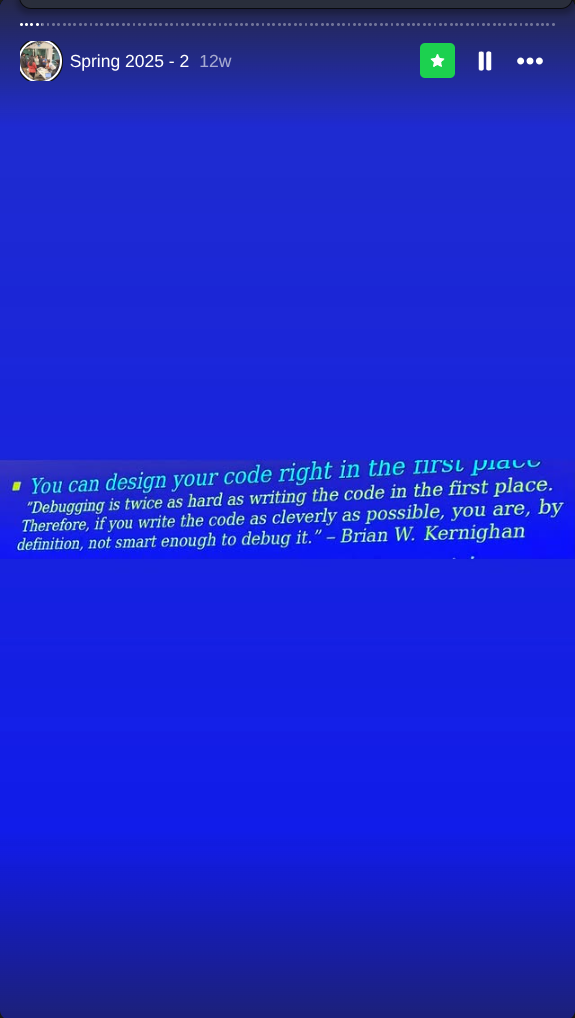 Spring 2025 - 2 12w
You can design your code right in the first place
“Debugging is twice as hard as writing the code in the first place.
Therefore, if you write the code as cleverly as possible, you are, by
definition, not smart enough to debug it.” – Brian W. Kernighan